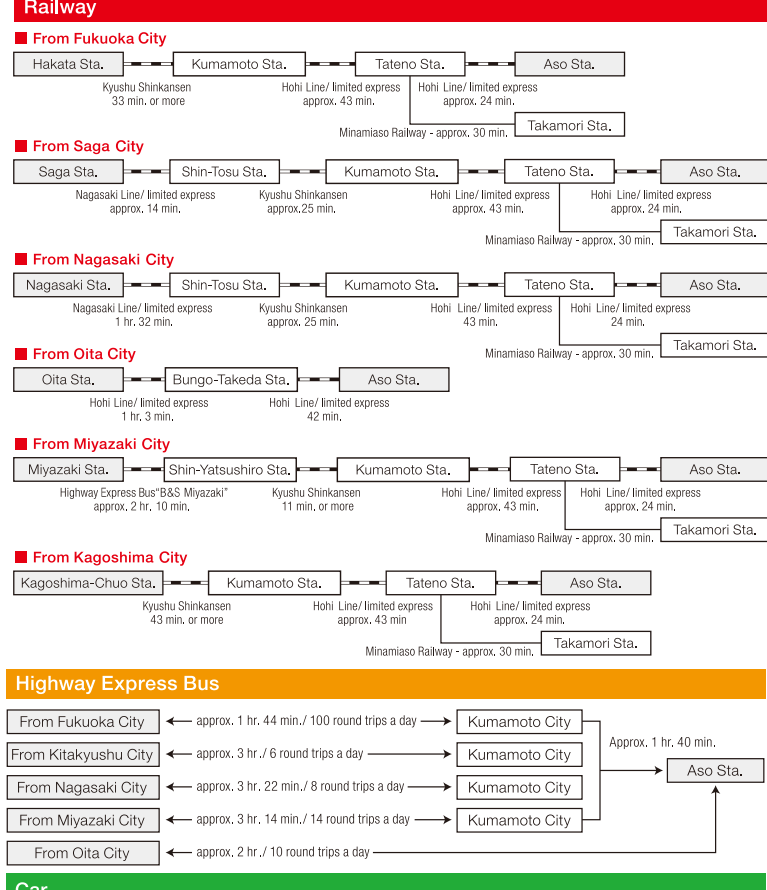 Railway
■ From Fukuoka City
Hakata Sta. Kumamoto Sta. Tateno Sta. Aso Sta.
Kyushu Shinkansen Hohi Line/ limited express Hohi Line/ limited express
33 min. or more approx. 43 min. approx. 24 min.
Minamiaso Railway - approx. 30 min. Takamori Sta.
■ From Saga City
Saga Sta. Shin-Tosu Sta. Kumamoto Sta. Tateno Sta. Aso Sta.
Nagasaki Line/ limited express Kyushu Shinkansen Hohi Line/ limited express Hohi Line/ limited express
approx. 14 min. approx.25 min. approx. 43 min. approx. 24 min.
Minamiaso Railway - approx. 30 min. Takamori Sta.
■ From Nagasaki City
Nagasaki Sta. Shin-Tosu Sta. Kumamoto Sta. Tateno Sta. Aso Sta.
Nagasaki Line/ limited express Kyushu Shinkansen Hohi Line/ limited express Hohi Line/ limited express
1 hr. 32 min. approx. 25 min. 43 min. 24 min.
Minamiaso Railway - approx. 30 min. Takamori Sta.
■ From Oita City
Oita Sta. Bungo-Takeda Sta. Aso Sta.
Hohi Line/ limited express Hohi Line/ limited express
1 hr. 3 min. 42 min.
■ From Miyazaki City
Miyazaki Sta. Shin-Yatsushiro Sta. Kumamoto Sta. Tateno Sta. Aso Sta.
Highway Express Bus"B&S Miyazaki" Kyushu Shinkansen Hohi Line/ limited express Hohi Line/ limited express
approx. 2 hr. 10 min. 11 min. or more approx. 43 min. approx. 24 min.
Minamiaso Railway - approx. 30 min. Takamori Sta.
■ From Kagoshima City
Kagoshima-Chuo Sta. Kumamoto Sta. Tateno Sta. Aso Sta.
Kyushu Shinkansen Hohi Line/ limited express Hohi Line/ limited express
43 min. or more approx. 43 min approx. 24 min.
Minamiaso Railway - approx. 30 min. Takamori Sta.
Highway Express Bus
From Fukuoka City approx. 1 hr. 44 min./ 100 round trips a day Kumamoto City
Approx. 1 hr. 40 min.
From Kitakyushu City approx. 3 hr./ 6 round trips a day Kumamoto City
Aso Sta.
From Nagasaki City approx. 3 hr. 22 min./ 8 round trips a day Kumamoto City
From Miyazaki City approx. 3 hr. 14 min./ 14 round trips a day Kumamoto City
From Oita City approx. 2 hr./ 10 round trips a day
Car